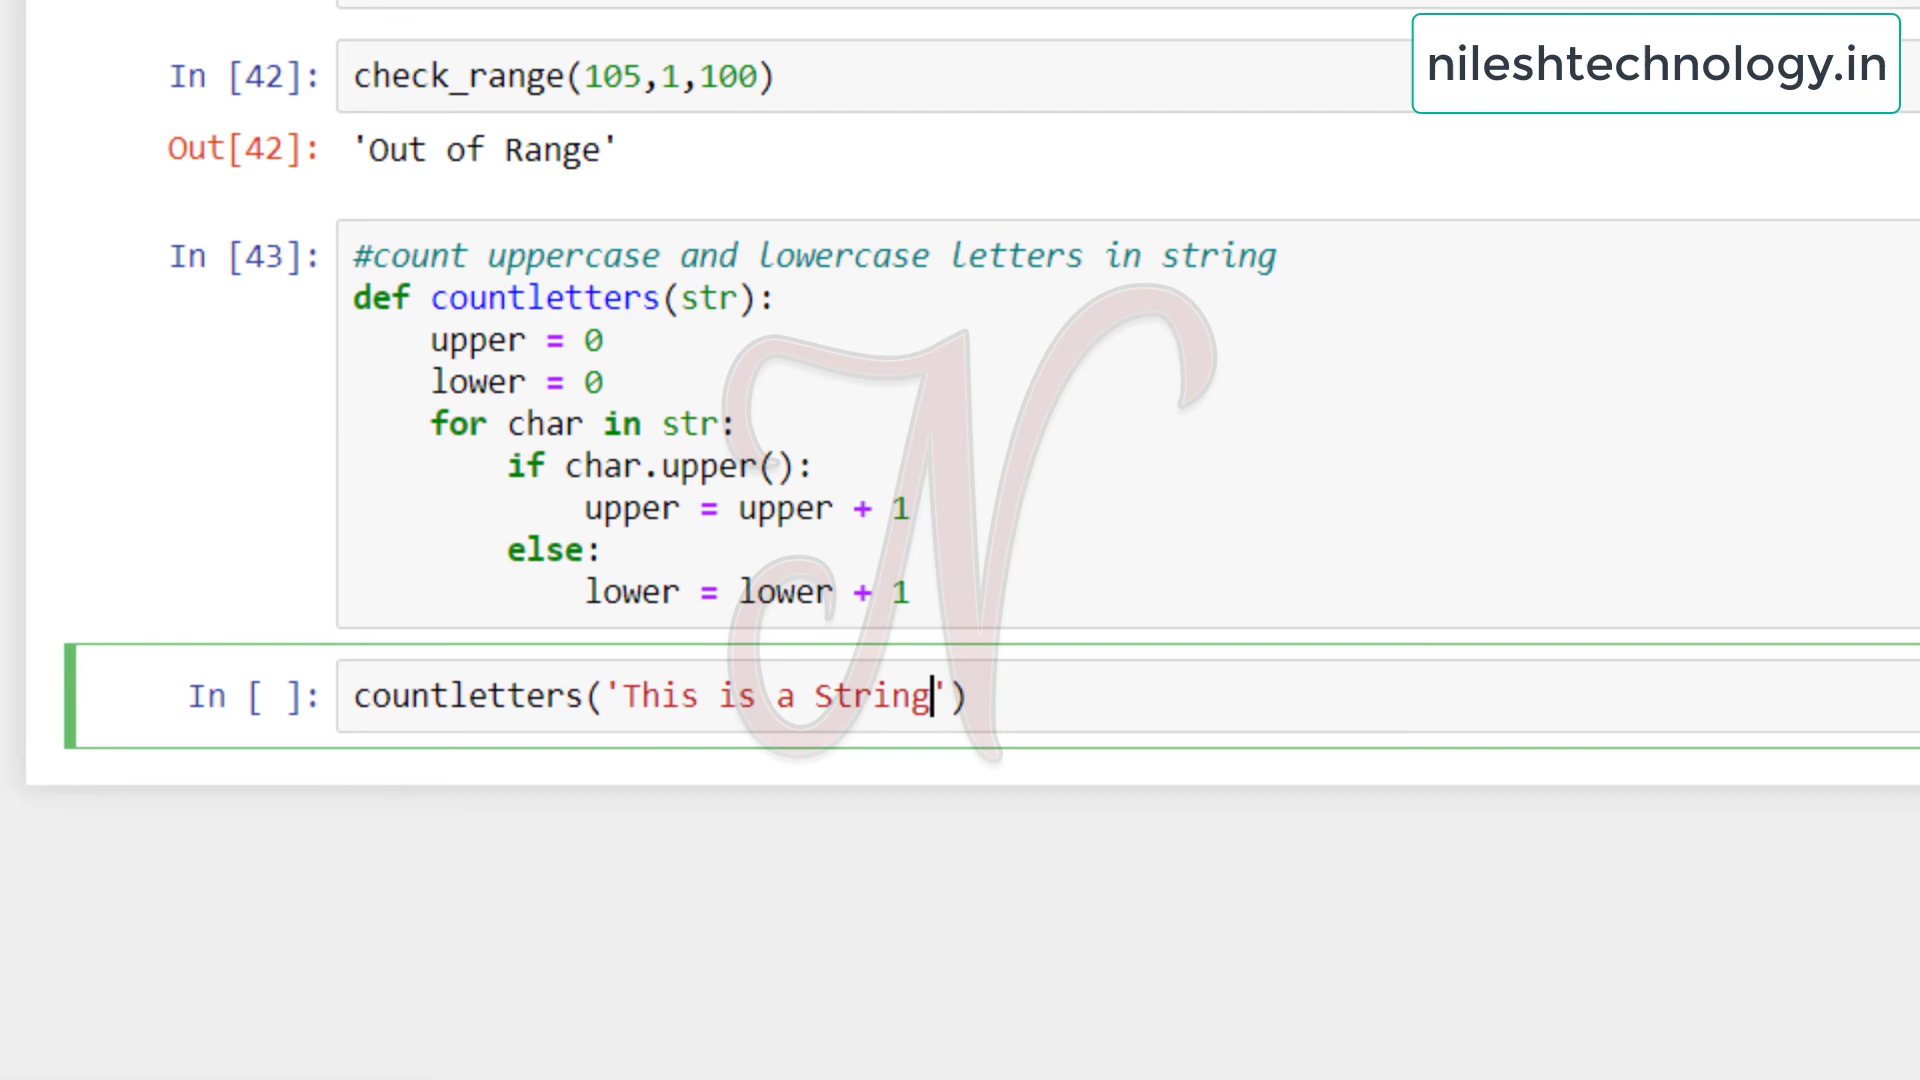 nileshtechnology.in
In [42]: check_range(105,1,100)
Out[42]: 'Out of Range'
In [43]: #count uppercase and lowercase letters in string
def countletters(str):
    upper = 0
    lower = 0
    for char in str:
        if char.upper():
            upper = upper + 1
        else:
            lower = lower + 1
In [ ]: countletters('This is a String')
N